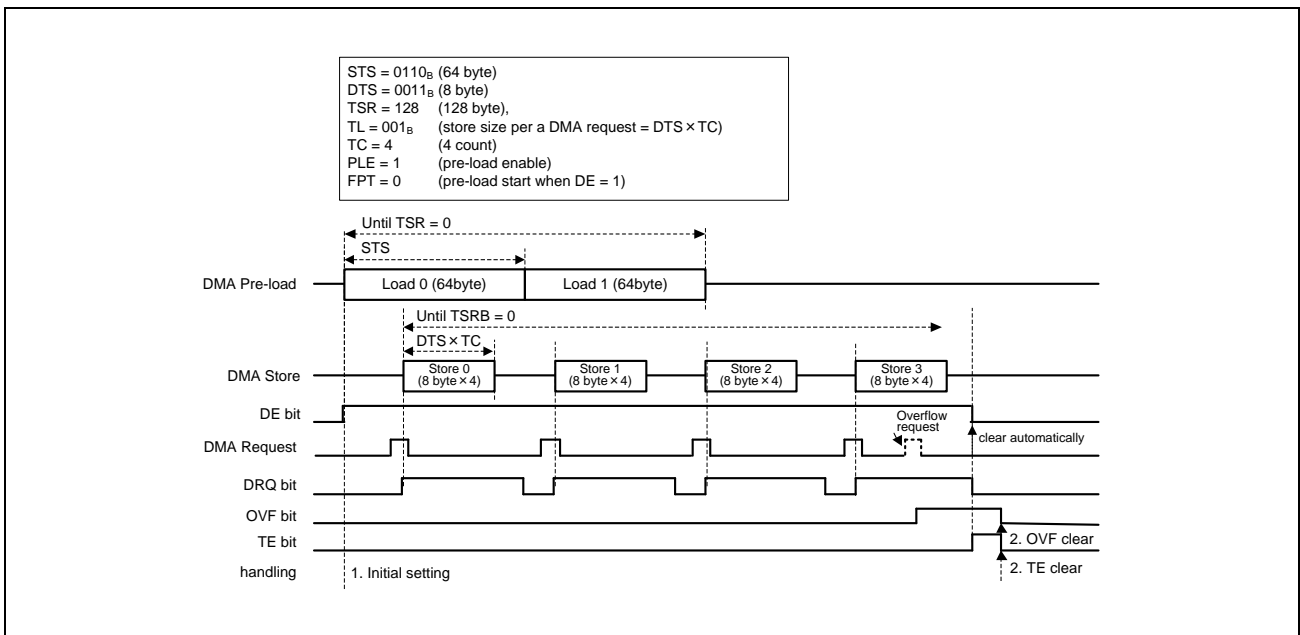 STS = 0110B (64 byte)
DTS = 0011B (8 byte)
TSR = 128 (128 byte),
TL = 001B (store size per a DMA request = DTS × TC)
TC = 4 (4 count)
PLE = 1 (pre-load enable)
FPT = 0 (pre-load start when DE = 1)
Until TSR = 0
STS
DMA Pre-load
Load 0 (64byte)
Load 1 (64byte)
Until TSRB = 0
DTS × TC
DMA Store
Store 0
(8 byte × 4)
Store 1
(8 byte × 4)
Store 2
(8 byte × 4)
Store 3
(8 byte × 4)
DE bit
Overflow
request
clear automatically
DMA Request
DRQ bit
OVF bit
2. OVF clear
TE bit
2. TE clear
handling
1. Initial setting